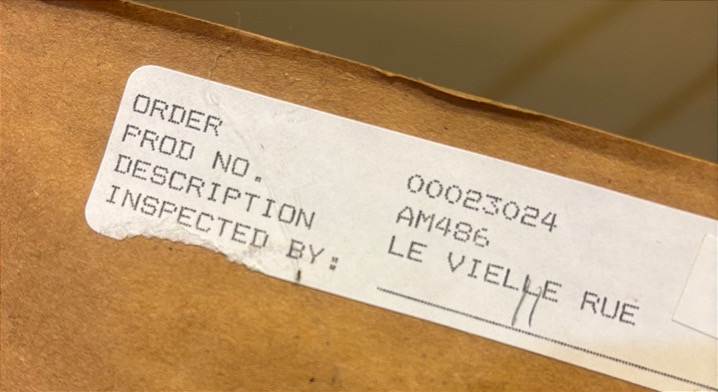 ORDER 00023024
PROD NO. AM486
DESCRIPTION LE VIELLE RUE
INSPECTED BY: